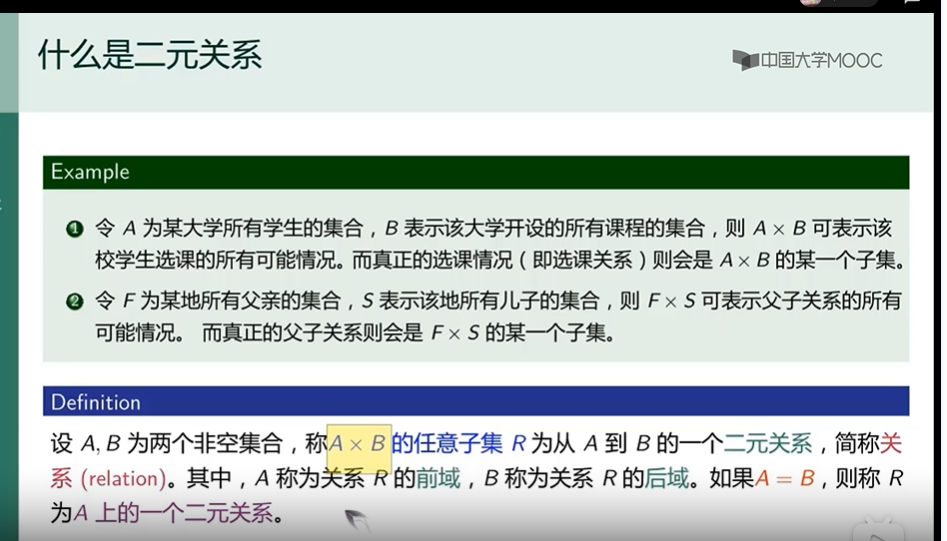 什么是二元关系
中国大学MOOC
Example
1 令 A 为某大学所有学生的集合，B 表示该大学开设的所有课程的集合，则 A × B 可表示该
校学生选课的所有可能情况。而真正的选课情况（即选课关系）则会是 A × B 的某一个子集。
2 令 F 为某地所有父亲的集合，S 表示该地所有儿子的集合，则 F × S 可表示父子关系的所有
可能情况。 而真正的父子关系则会是 F × S 的某一个子集。
Definition
设 A, B 为两个非空集合，称A × B 的任意子集 R 为从 A 到 B 的一个二元关系，简称关
系 (relation)。其中，A 称为关系 R 的前域，B 称为关系 R 的后域。如果A = B，则称 R
为A 上的一个二元关系。